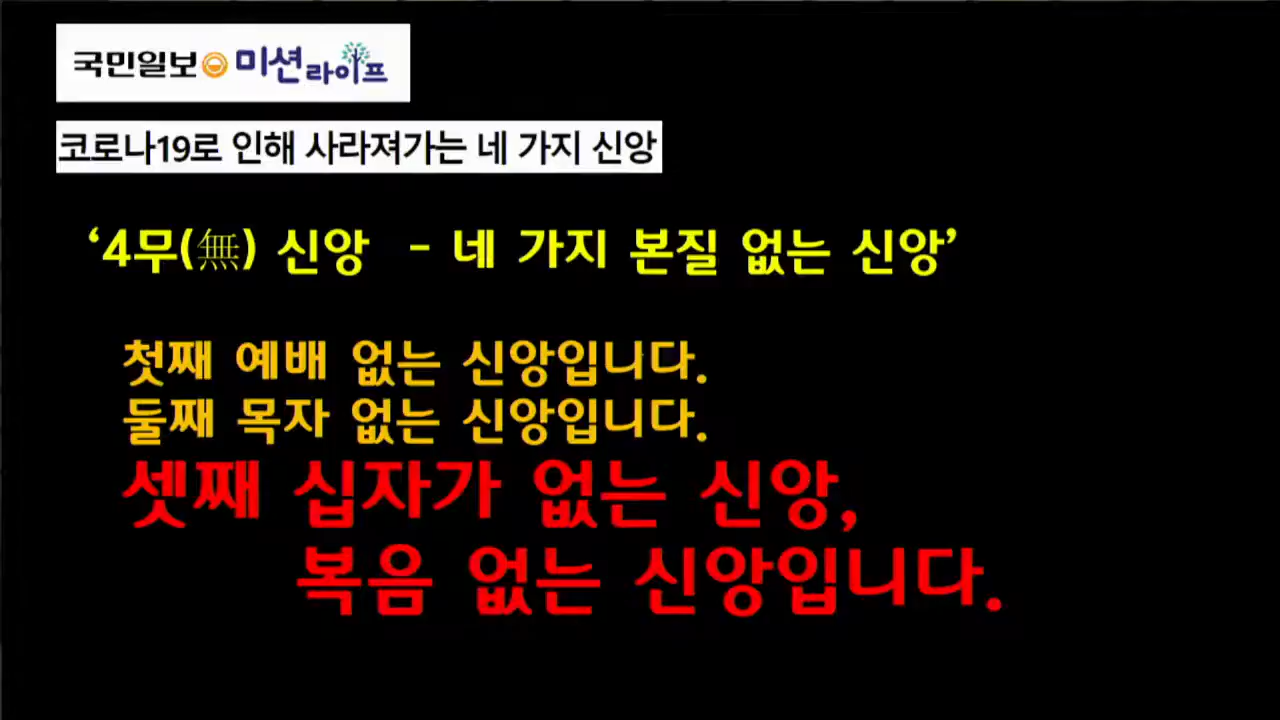 국민일보 미션라이프
코로나19로 인해 사라져가는 네 가지 신앙
‘4무(無) 신앙 - 네 가지 본질 없는 신앙’
첫째 예배 없는 신앙입니다.
둘째 목자 없는 신앙입니다.
셋째 십자가 없는 신앙,
복음 없는 신앙입니다.